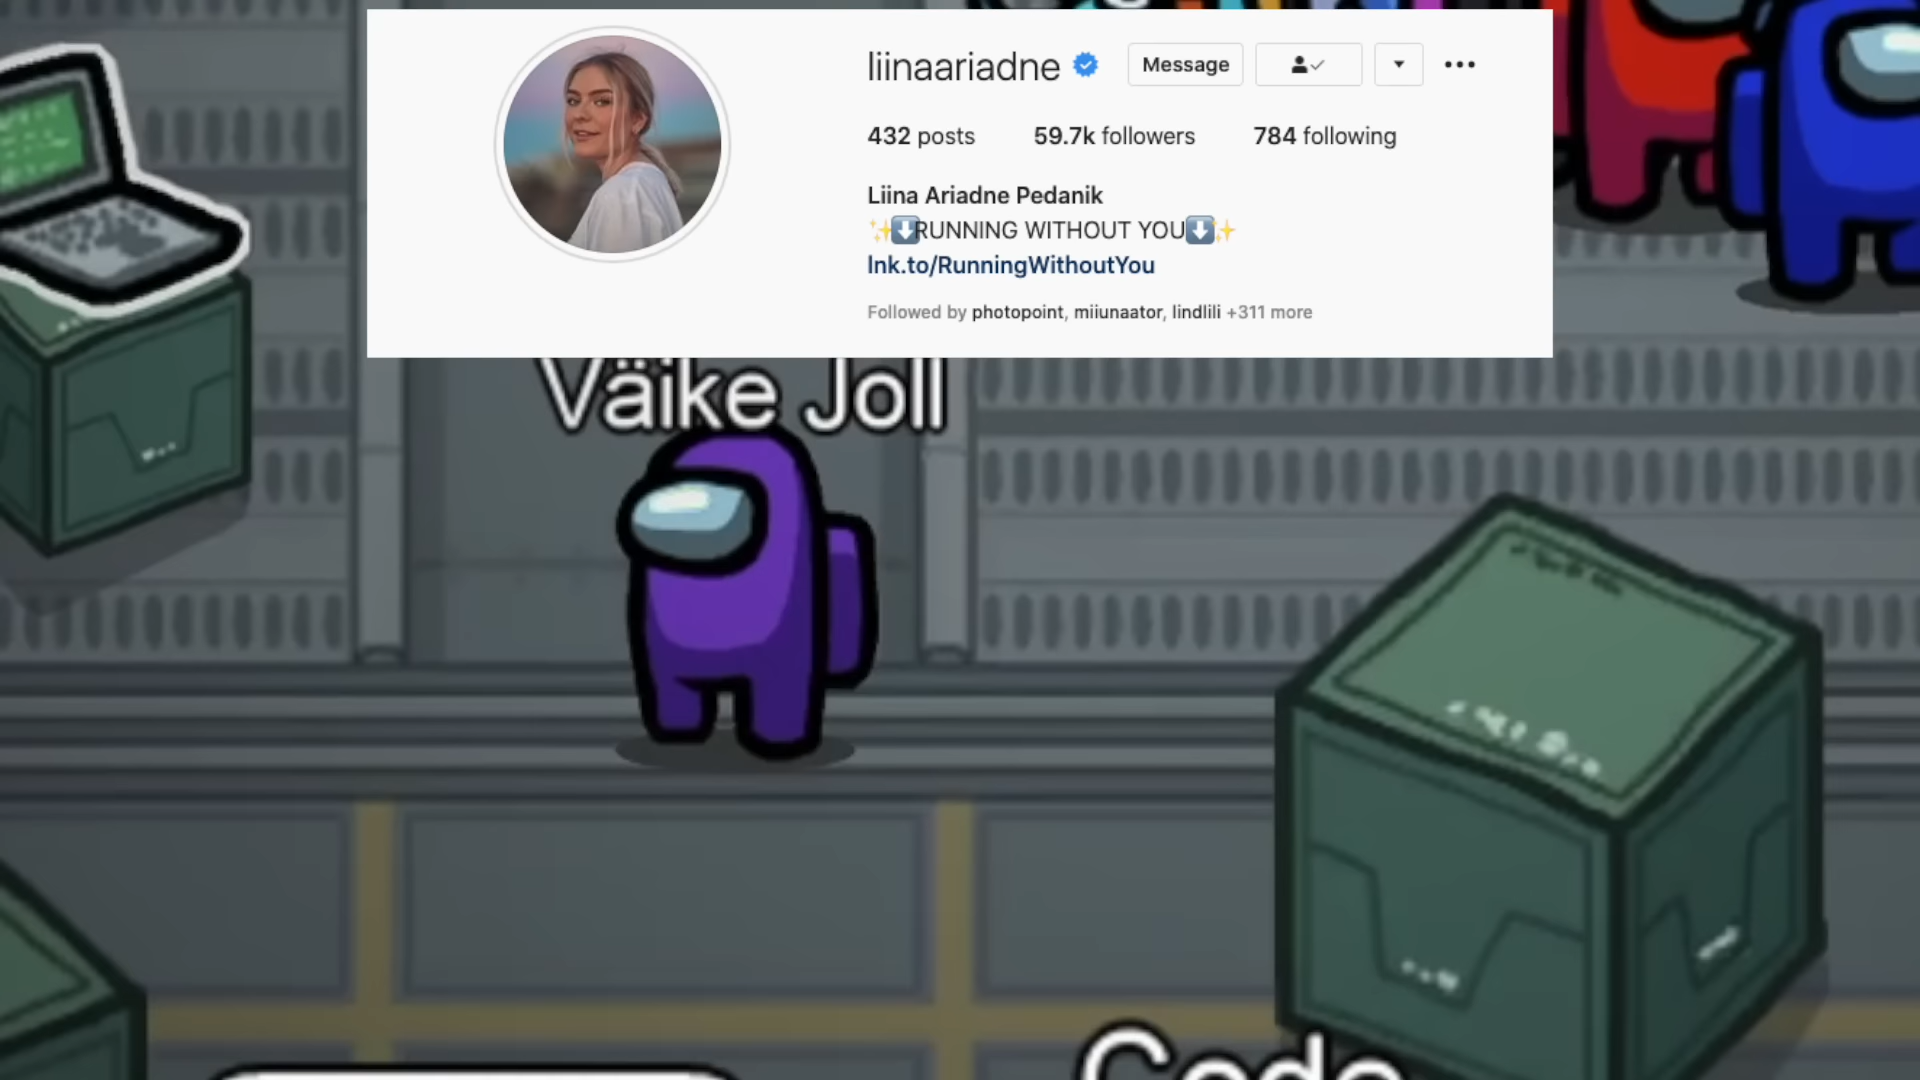 liinaariadne
Message
432 posts 59.7k followers 784 following
Liina Ariadne Pedanik
✨⬇️RUNNING WITHOUT YOU⬇️✨
lnk.to/RunningWithoutYou
Followed by photopoint, miiunaator, lindlili +311 more
Väike Joll
Code